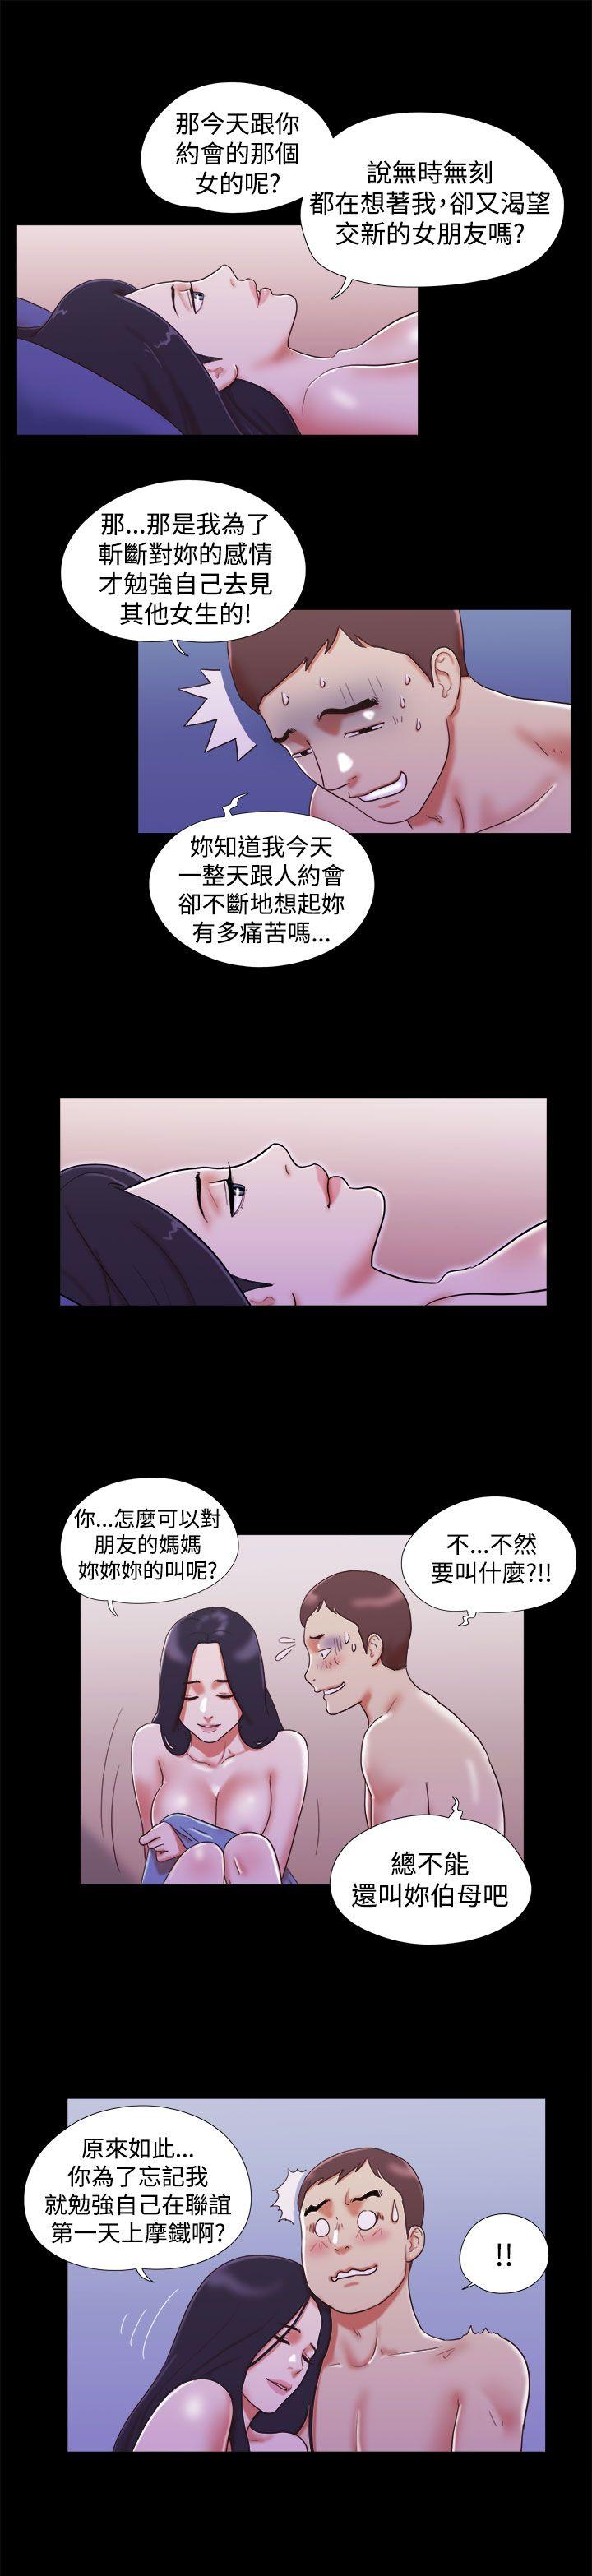 那今天跟你
約會的那個
女的呢?
說無時無刻
都在想著我,卻又渴望
交新的女朋友嗎?
那...那是我為了
斬斷對妳的感情
才勉強自己去見
其他女生的!
妳知道我今天
一整天跟人約會
卻不斷地想起妳
有多痛苦嗎...
你...怎麼可以對
朋友的媽媽
妳妳妳的叫呢?
不...不然
要叫什麼?!!
總不能
還叫妳伯母吧
原來如此...
你為了忘記我
就勉強自己在聯誼
第一天上摩鐵啊?
!!